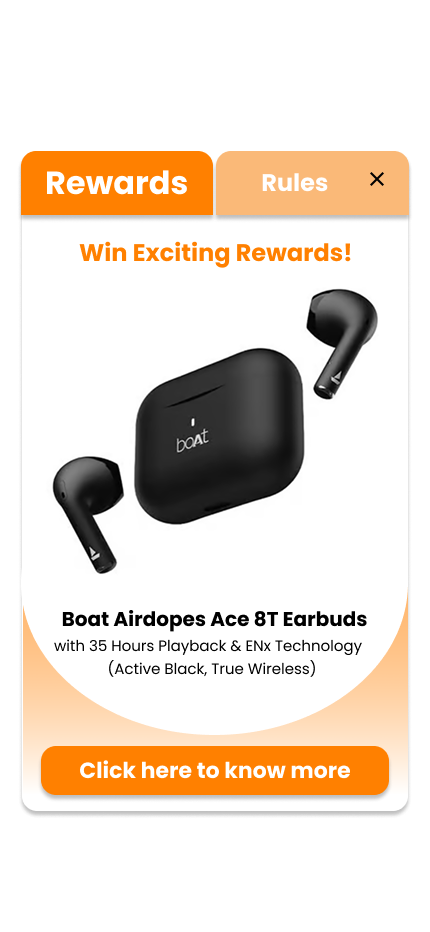 Rewards
Rules
Win Exciting Rewards!
boAt
Boat Airdopes Ace 8T Earbuds
with 35 Hours Playback & ENx Technology
(Active Black, True Wireless)
Click here to know more